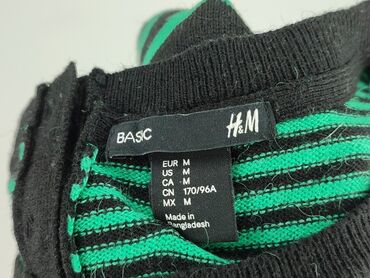 BASIC H&M
EUR M
US M
CA M
CN 170/96A
MX M
Made in
Bangladesh